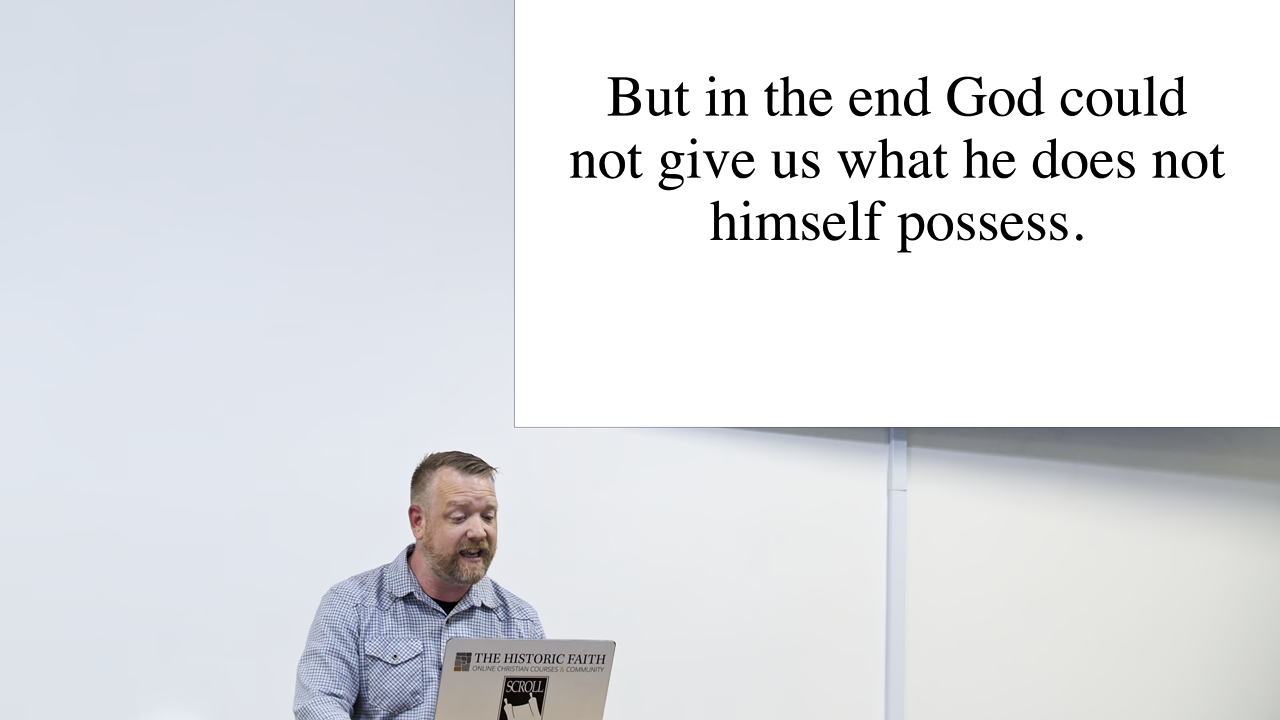 But in the end God could
not give us what he does not
himself possess.
THE HISTORIC FAITH
ONLINE CHRISTIAN COURSES & COMMUNITY
SCROLL